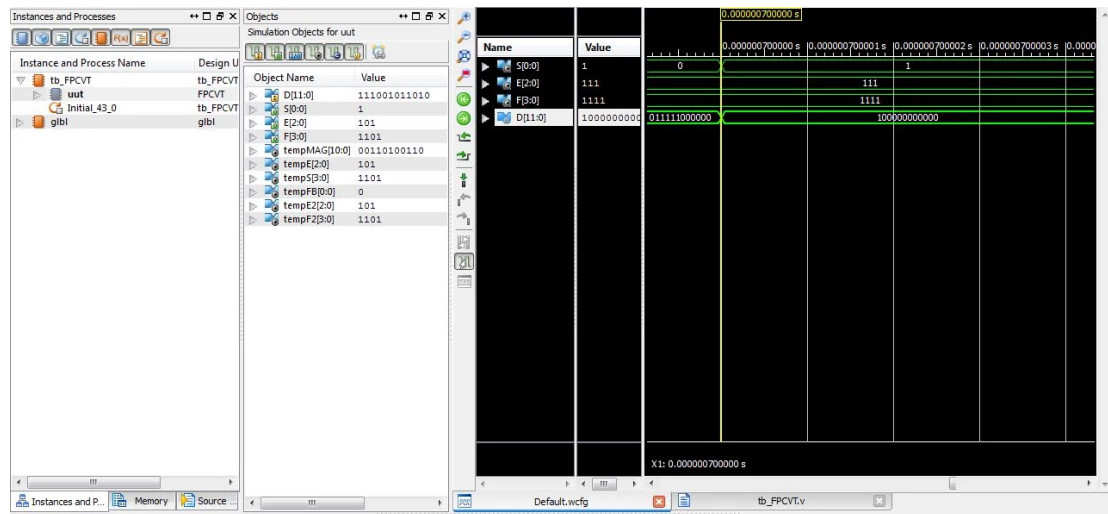 Instances and Processes
Instance and Process Name Design U
tb_FPCVT tb_FPCVT
uut FPCVT
Initial_43_0 tb_FPCVT
glbl glbl
Instances and P... Memory Source ...
Objects
Simulation Objects for uut
Object Name Value
D[11:0] 111001011010
S[0:0] 1
E[2:0] 101
F[3:0] 1101
tempMAG[10:0] 00110100110
tempE[2:0] 101
tempS[3:0] 1101
tempFB[0:0] 0
tempE2[2:0] 101
tempF2[3:0] 1101
0.000000700000 s
Name Value 0.000000700000 s 0.000000700001 s 0.000000700002 s 0.000000700003 s 0.0000
S[0:0] 1 0 1
E[2:0] 111 111
F[3:0] 1111 1111
D[11:0] 1000000000 011111000000 100000000000
X1: 0.000000700000 s
Default.wcfg tb_FPCVT.v